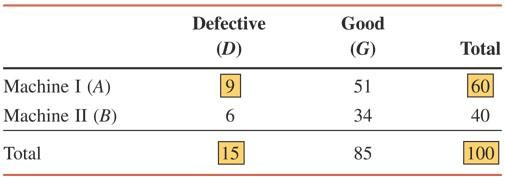 Defective Good
(D) (G) Total
Machine I (A) 9 51 60
Machine II (B) 6 34 40
Total 15 85 100